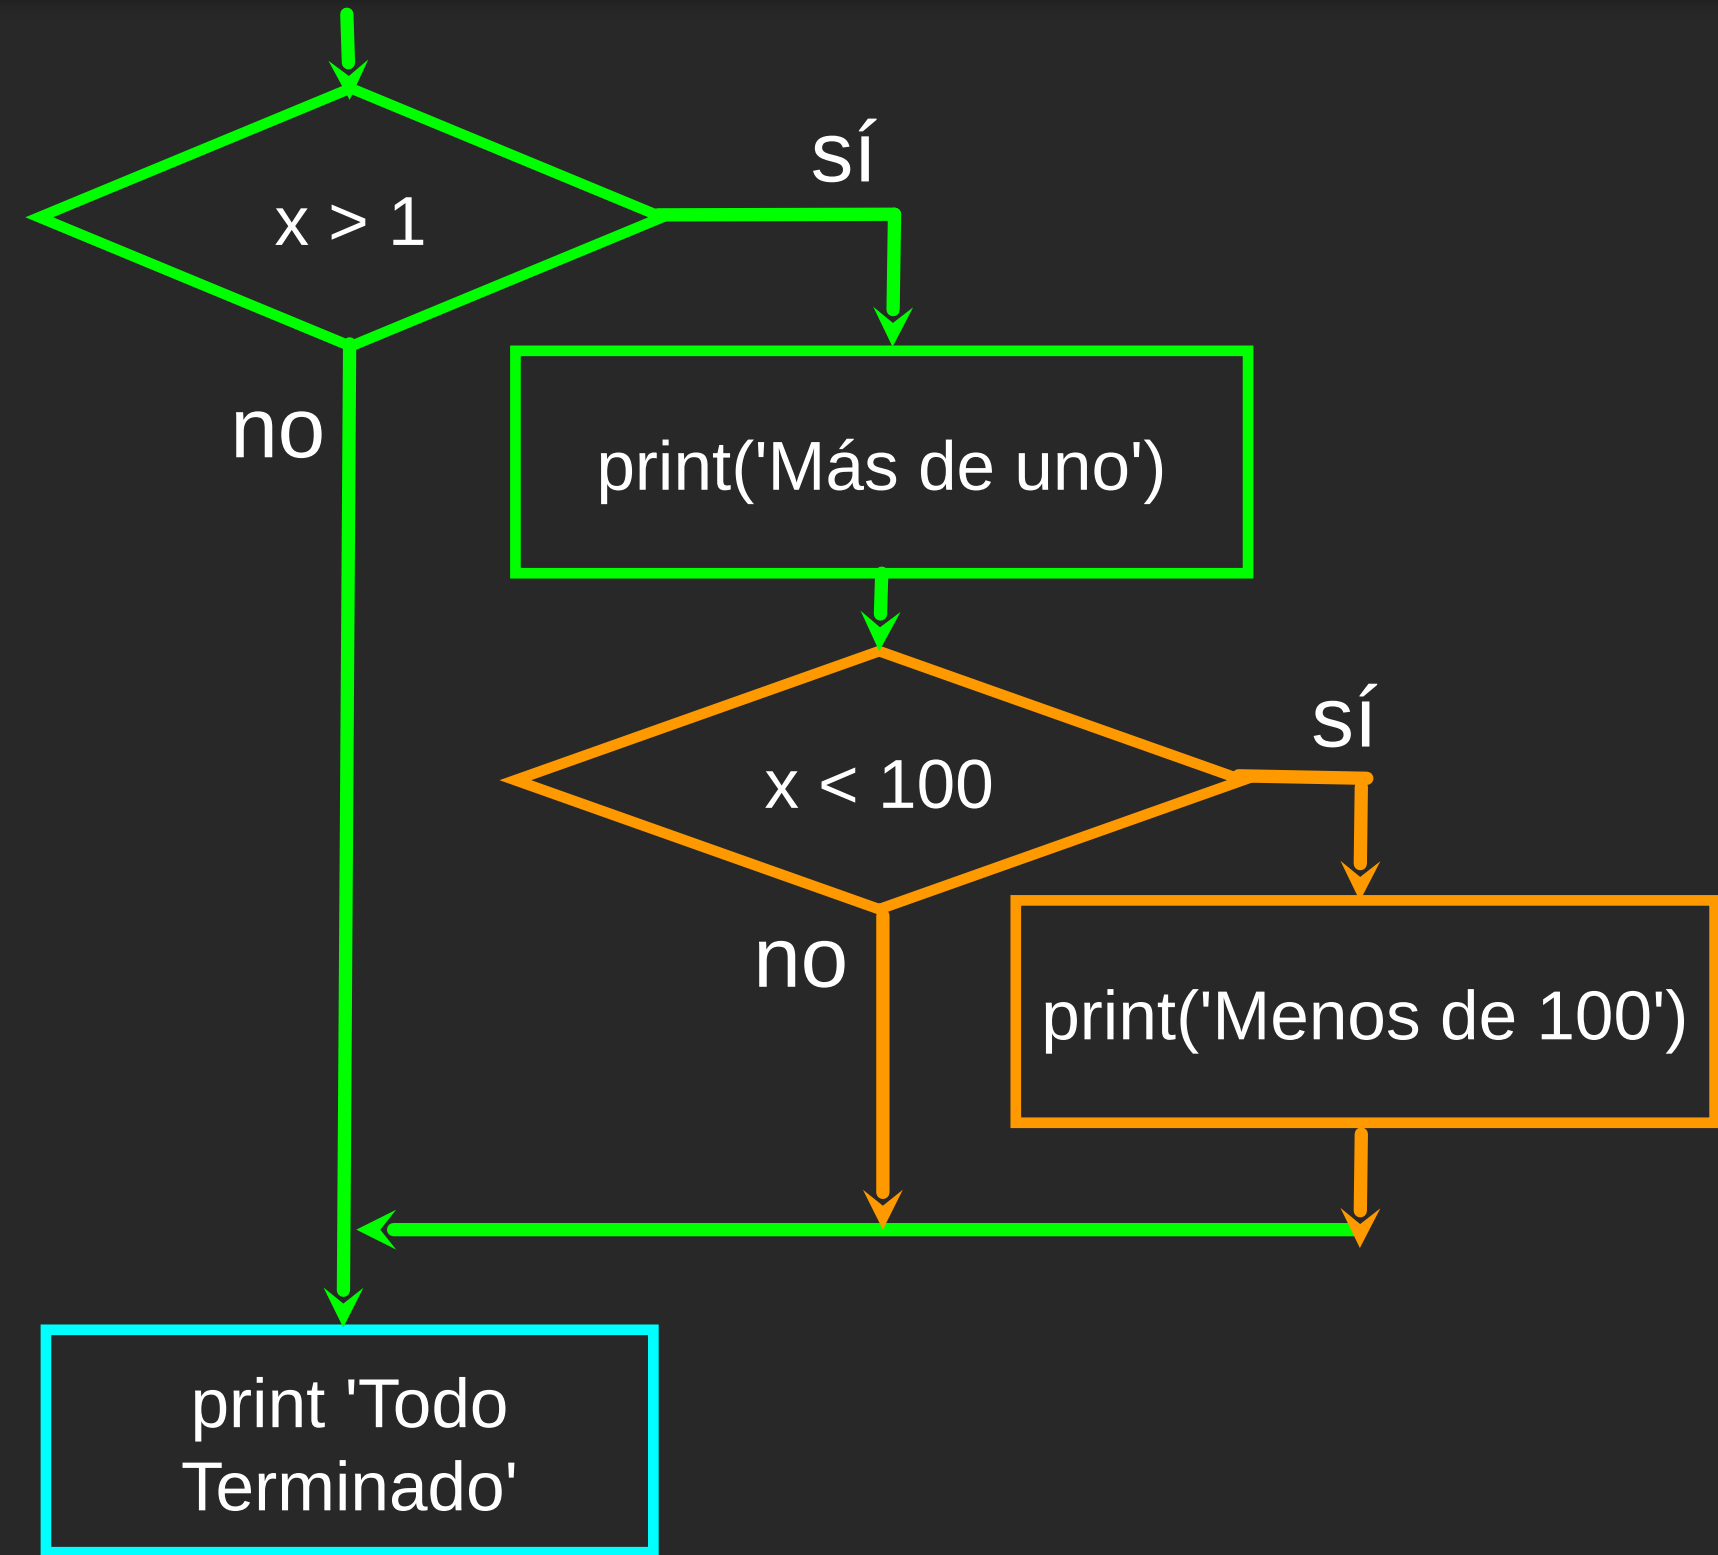 sí
x > 1
no
print('Más de uno')
sí
x < 100
no
print('Menos de 100')
print 'Todo
Terminado'